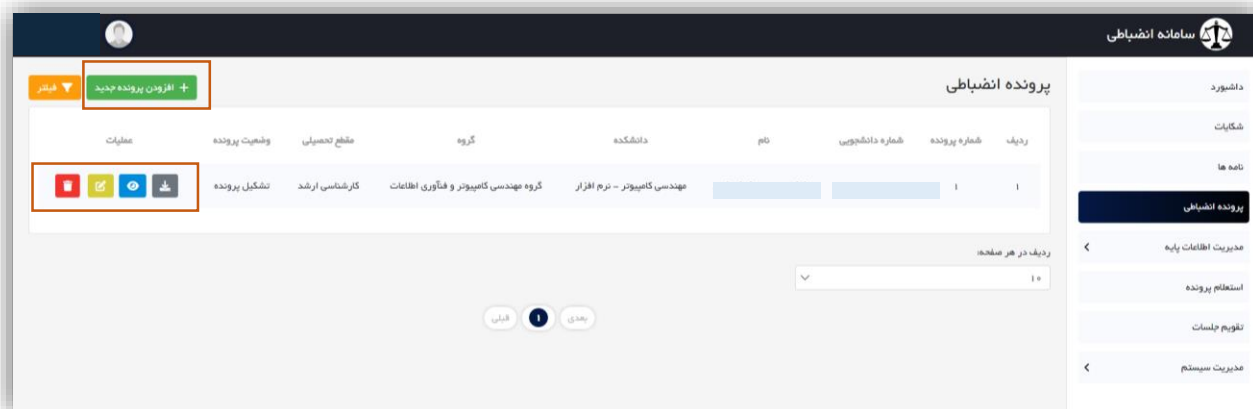 سامانه انضباطی
داشبورد
شکایات
نامه ها
پرونده انضباطی
مدیریت اطلاعات پایه
استعلام پرونده
تقویم جلسات
مدیریت سیستم
پرونده انضباطی
+ افزودن پرونده جدید
فیلتر
ردیف شماره پرونده شماره دانشجویی نام دانشکده گروه مقطع تحصیلی وضعیت پرونده عملیات
۱ ۱ مهندسی کامپیوتر – نرم افزار گروه مهندسی کامپیوتر و فنآوری اطلاعات کارشناسی ارشد تشکیل پرونده
ردیف در هر صفحه:
۱۰
بعدی ۱ قبلی